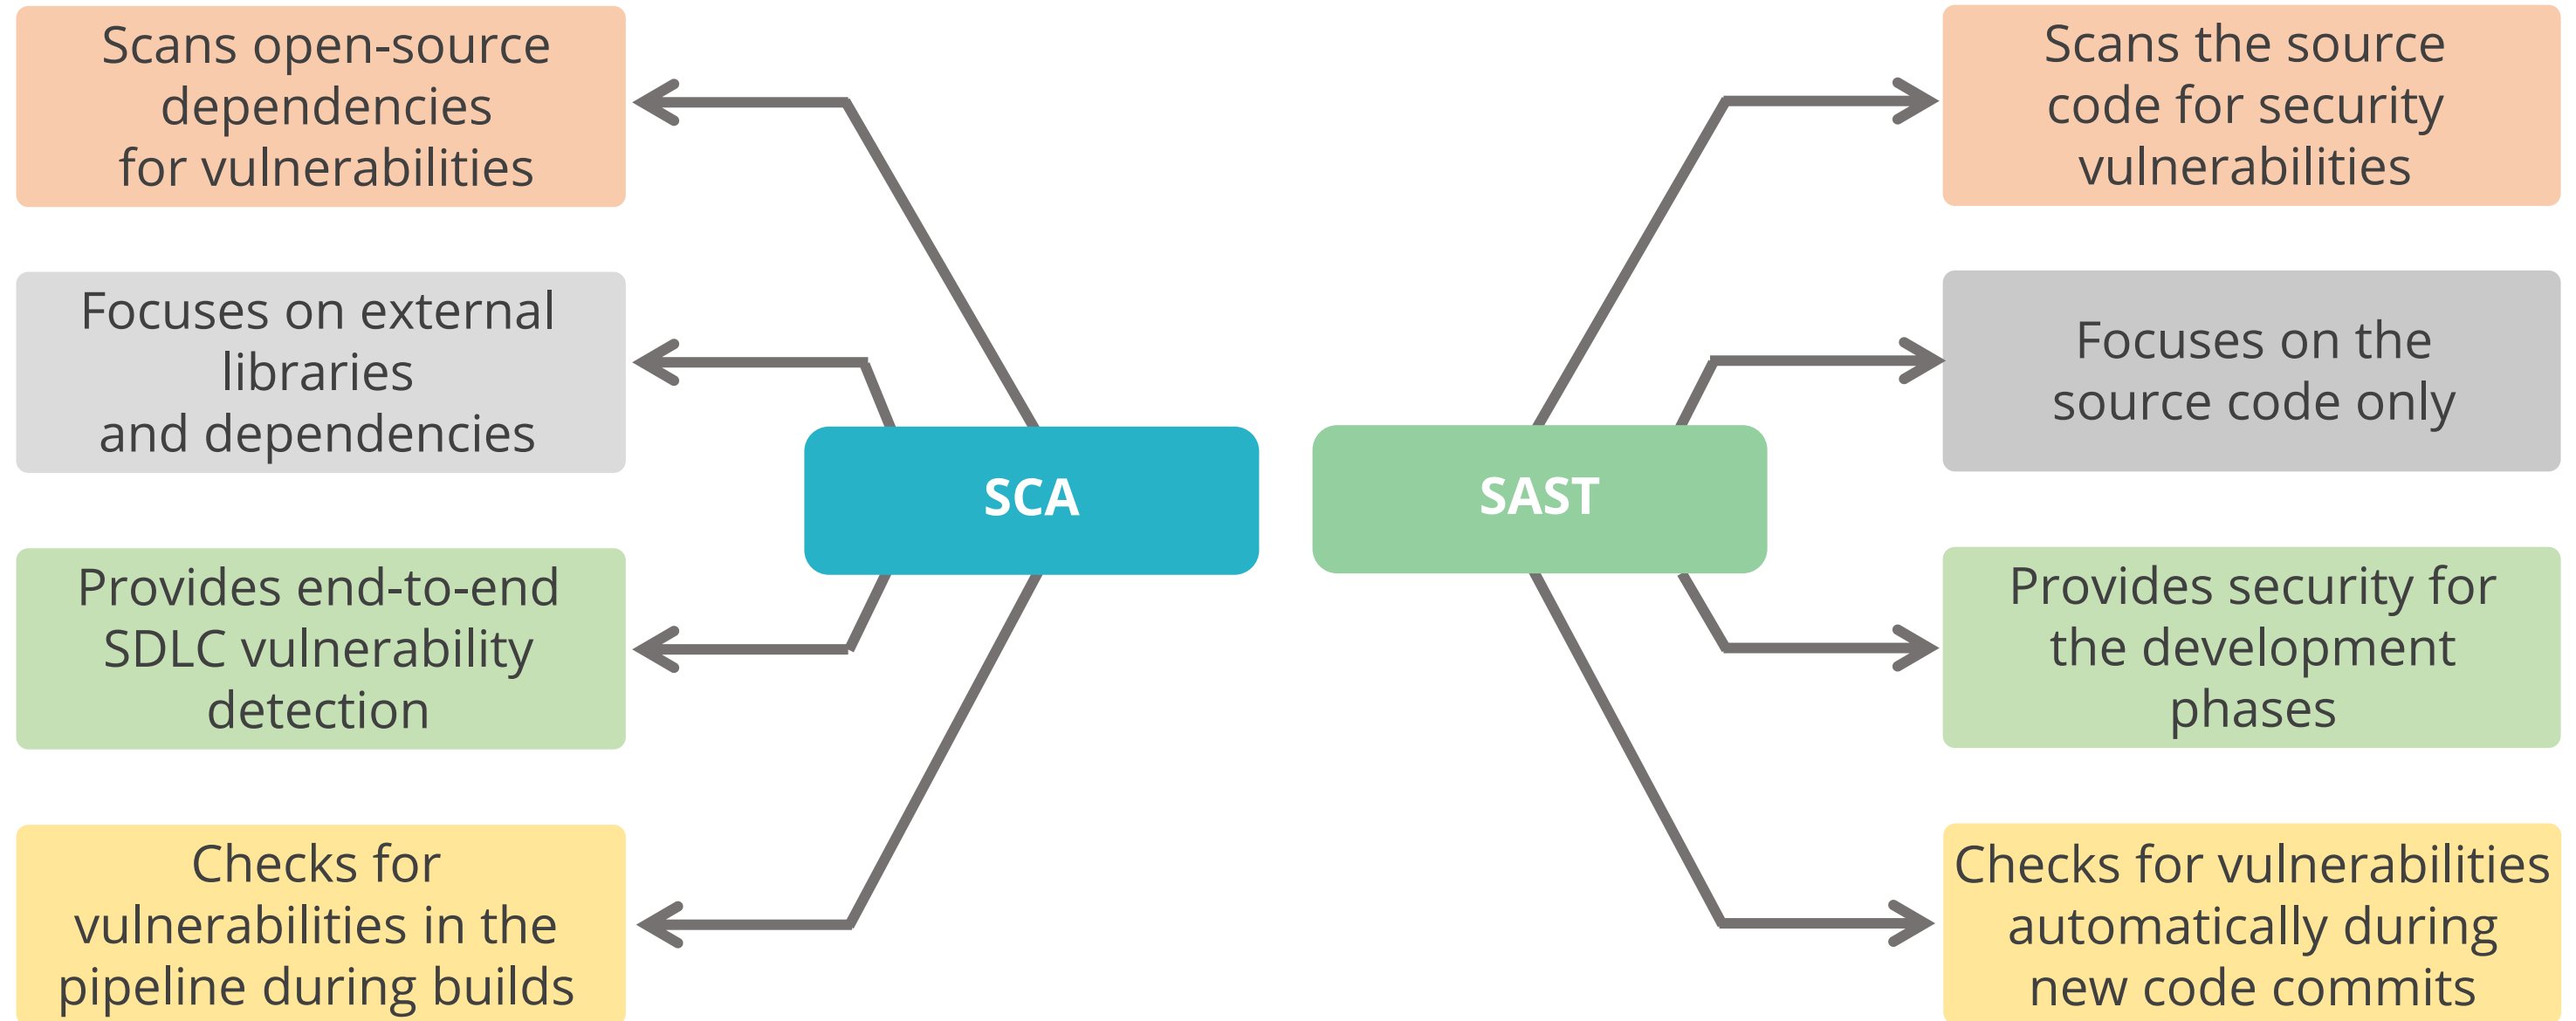 Scans open-source
dependencies
for vulnerabilities
Focuses on external
libraries
and dependencies
Provides end-to-end
SDLC vulnerability
detection
Checks for
vulnerabilities in the
pipeline during builds
SCA
SAST
Scans the source
code for security
vulnerabilities
Focuses on the
source code only
Provides security for
the development
phases
Checks for vulnerabilities
automatically during
new code commits